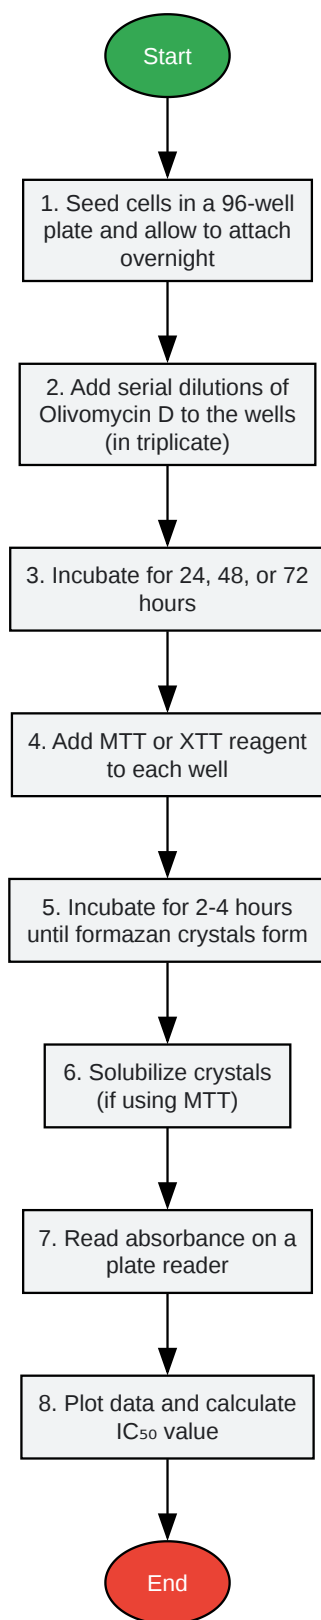 Start
1. Seed cells in a 96-well
plate and allow to attach
overnight
2. Add serial dilutions of
Olivomycin D to the wells
(in triplicate)
3. Incubate for 24, 48, or 72
hours
4. Add MTT or XTT reagent
to each well
5. Incubate for 2-4 hours
until formazan crystals form
6. Solubilize crystals
(if using MTT)
7. Read absorbance on a
plate reader
8. Plot data and calculate
IC₅₀ value
End